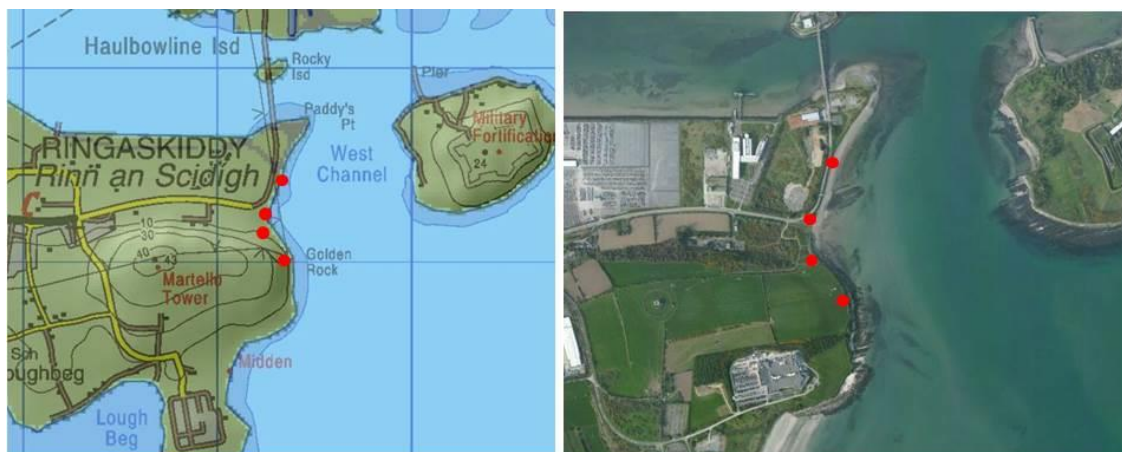 Haulbowline Isd
Rocky
Isd
Pier
Paddy's
Pt
Military
Fortification
24
West
Channel
RINGASKIDDY
Rinn an Scidigh
10
30
40
43
Golden
Rock
Martello
Tower
Sch
oughbeg
Midden
Lough
Beg